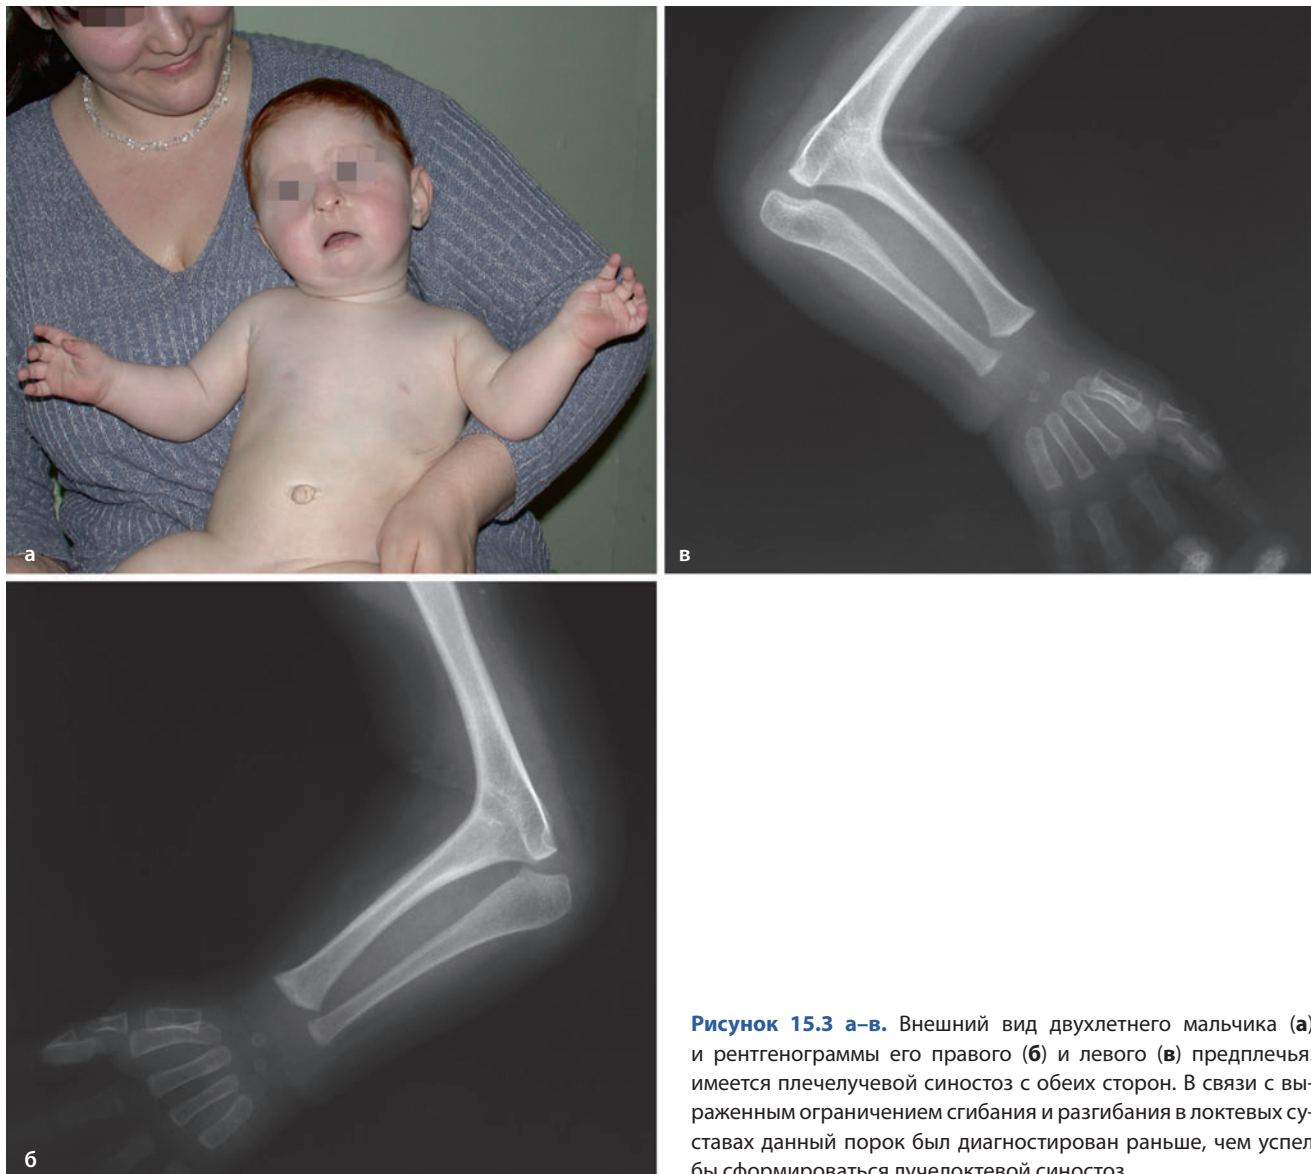 а
в
б
Рисунок 15.3 а–в. Внешний вид двухлетнего мальчика (а)
и рентгенограммы его правого (б) и левого (в) предплечья:
имеется плечелучевой синостоз с обеих сторон. В связи с вы-
раженным ограничением сгибания и разгибания в локтевых су-
ставах данный порок был диагностирован раньше, чем успел
бы сформироваться лучелоктевой синостоз